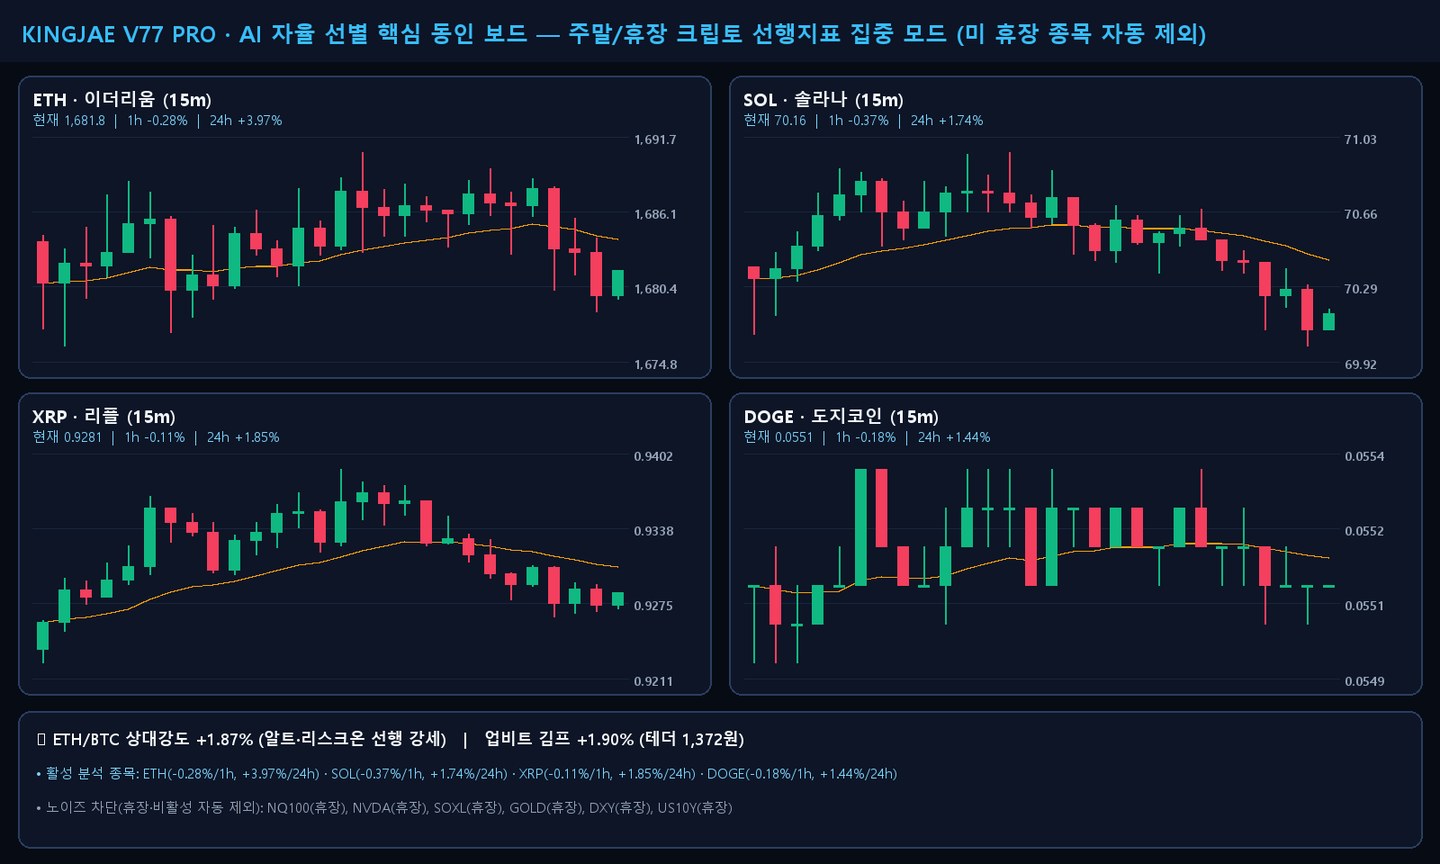 KINGJAE V77 PRO · AI 자율 선별 핵심 동인 보드 — 주말/휴장 크립토 선행지표 집중 모드 (미 휴장 종목 자동 제외)
ETH · 이더리움 (15m)
현재 1,681.8 | 1h -0.28% | 24h +3.97%
1,691.7
1,686.1
1,680.4
1,674.8
SOL · 솔라나 (15m)
현재 70.16 | 1h -0.37% | 24h +1.74%
71.03
70.66
70.29
69.92
XRP · 리플 (15m)
현재 0.9281 | 1h -0.11% | 24h +1.85%
0.9402
0.9338
0.9275
0.9211
DOGE · 도지코인 (15m)
현재 0.0551 | 1h -0.18% | 24h +1.44%
0.0554
0.0552
0.0551
0.0549
ETH/BTC 상대강도 +1.87% (알트·리스크온 선행 강세) | 업비트 김프 +1.90% (테더 1,372원)
• 활성 분석 종목: ETH(-0.28%/1h, +3.97%/24h) · SOL(-0.37%/1h, +1.74%/24h) · XRP(-0.11%/1h, +1.85%/24h) · DOGE(-0.18%/1h, +1.44%/24h)
• 노이즈 차단(휴장·비활성 자동 제외): NQ100(휴장), NVDA(휴장), SOXL(휴장), GOLD(휴장), DXY(휴장), US10Y(휴장)